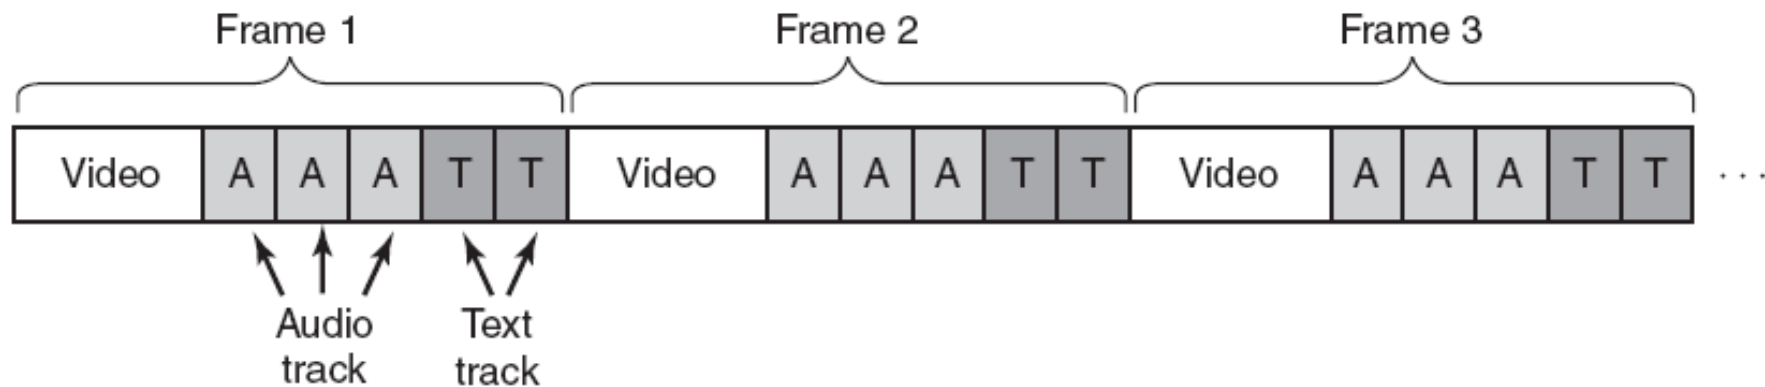 Frame 1 Frame 2 Frame 3
Video A A A T T Video A A A T T Video A A A T T ...
Audio Text
track track